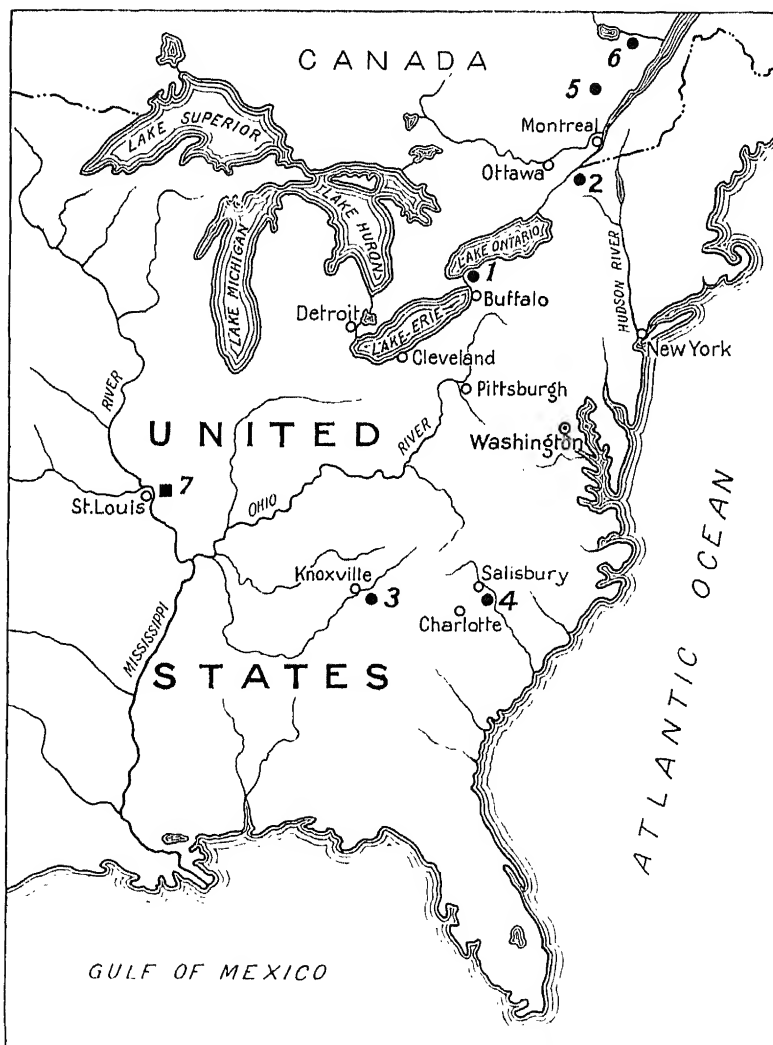 CANADA
6
5
LAKE SUPERIOR
Montreal
Ottawa
2
LAKE HURON
LAKE MICHIGAN
LAKE ONTARIO
1
HUDSON RIVER
Buffalo
Detroit
LAKE ERIE
New York
Cleveland
RIVER
Pittsburgh
UNITED
RIVER
Washington
7
St. Louis
OHIO
Knoxville
3
Salisbury
4
Charlotte
MISSISSIPPI
STATES
ATLANTIC OCEAN
GULF OF MEXICO